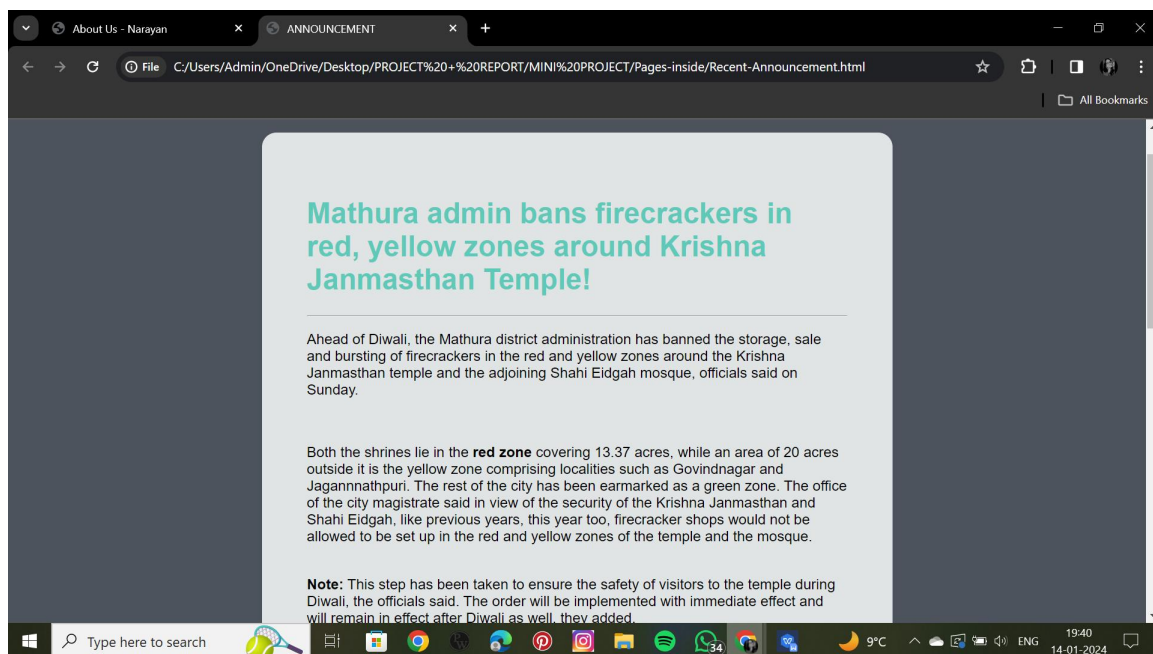 About Us - Narayan
ANNOUNCEMENT
File C:/Users/Admin/OneDrive/Desktop/PROJECT%20+%20REPORT/MINI%20PROJECT/Pages-inside/Recent-Announcement.html
All Bookmarks
Mathura admin bans firecrackers in
red, yellow zones around Krishna
Janmasthan Temple!
Ahead of Diwali, the Mathura district administration has banned the storage, sale
and bursting of firecrackers in the red and yellow zones around the Krishna
Janmasthan temple and the adjoining Shahi Eidgah mosque, officials said on
Sunday.
Both the shrines lie in the red zone covering 13.37 acres, while an area of 20 acres
outside it is the yellow zone comprising localities such as Govindnagar and
Jagannnathpuri. The rest of the city has been earmarked as a green zone. The office
of the city magistrate said in view of the security of the Krishna Janmasthan and
Shahi Eidgah, like previous years, this year too, firecracker shops would not be
allowed to be set up in the red and yellow zones of the temple and the mosque.
Note: This step has been taken to ensure the safety of visitors to the temple during
Diwali, the officials said. The order will be implemented with immediate effect and
will remain in effect after Diwali as well, they added.
Type here to search
34
9°C
ENG
19:40
14-01-2024